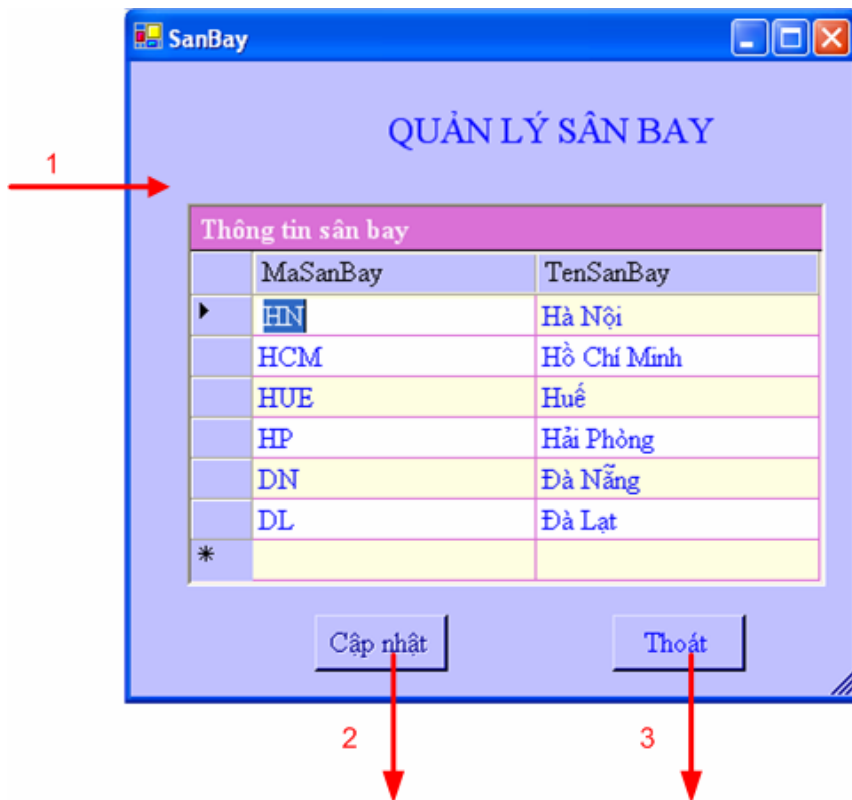 SanBay
QUẢN LÝ SÂN BAY
1
Thông tin sân bay
MaSanBay TenSanBay
HN Hà Nội
HCM Hồ Chí Minh
HUE Huế
HP Hải Phòng
DN Đà Nẵng
DL Đà Lạt
*
Cập nhật Thoát
2 3